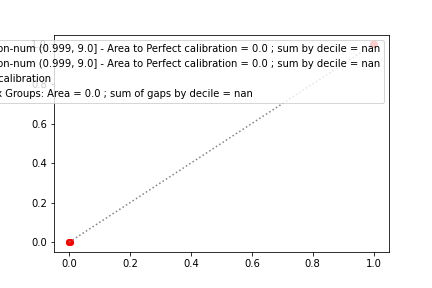 on-num (0.999, 9.0] - Area to Perfect calibration = 0.0 ; sum by decile = nan
on-num (0.999, 9.0] - Area to Perfect calibration = 0.0 ; sum by decile = nan
calibration
x Groups: Area = 0.0 ; sum of gaps by decile = nan
1.0
0.8
0.6
0.4
0.2
0.0
0.0 0.2 0.4 0.6 0.8 1.0